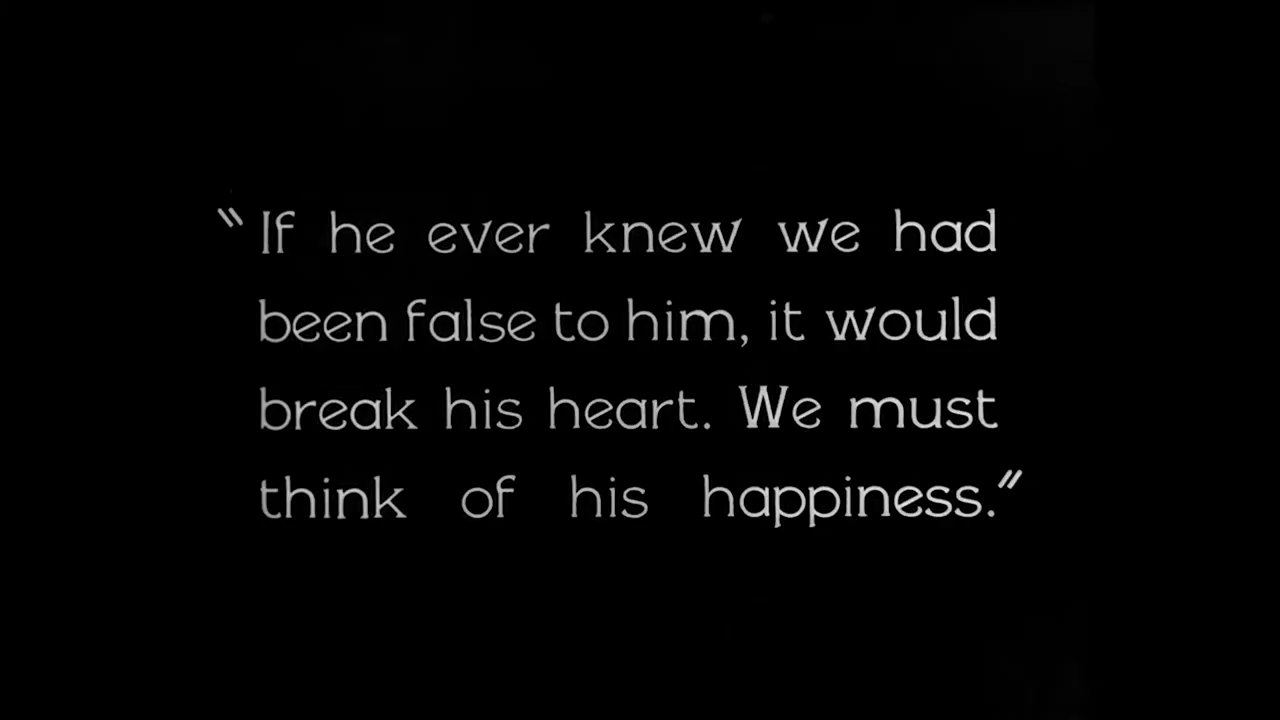 "If he ever knew we had
been false to him, it would
break his heart. We must
think of his happiness."